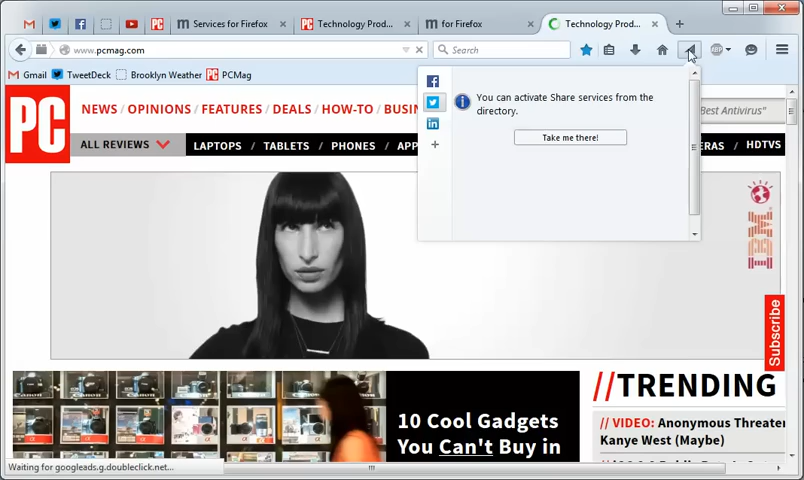 Services for Firefox
Technology Prod...
for Firefox
Technology Prod...
www.pcmag.com
Search
Gmail
TweetDeck
Brooklyn Weather
PCMag
You can activate Share services from the
directory.
Take me there!
PC
NEWS / OPINIONS / FEATURES / DEALS / HOW-TO / BUSIN
Best Antivirus"
ALL REVIEWS
LAPTOPS / TABLETS / PHONES / APP
ERAS / HDTVS
IBM
Subscribe
10 Cool Gadgets
You Can't Buy in
//TRENDING
// VIDEO: Anonymous Threaten
Kanye West (Maybe)
Waiting for googleads.g.doubleclick.net...